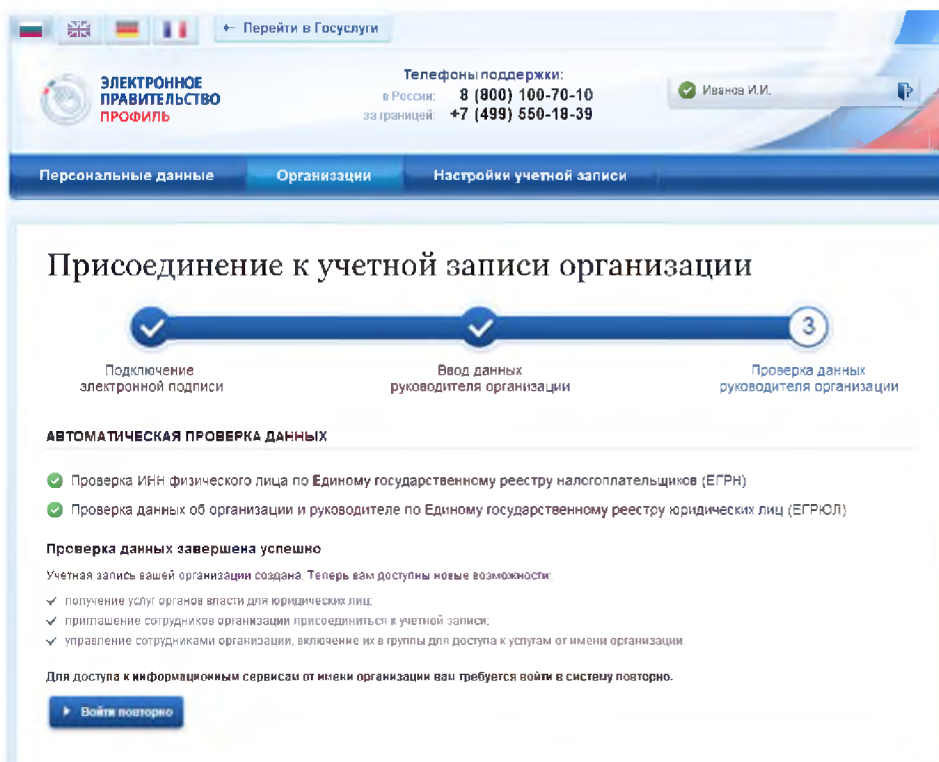 ← Перейти в Госуслуги
ЭЛЕКТРОННОЕ
ПРАВИТЕЛЬСТВО
ПРОФИЛЬ
Телефоны поддержки:
в России: 8 (800) 100-70-10
за границей: +7 (499) 550-18-39
Иванов И.И.
Персональные данные Организации Настройки учетной записи
Присоединение к учетной записи организации
3
Подключение
электронной подписи
Ввод данных
руководителя организации
Проверка данных
руководителя организации
АВТОМАТИЧЕСКАЯ ПРОВЕРКА ДАННЫХ
Проверка ИНН физического лица по Единому государственному реестру налогоплательщиков (ЕГРН)
Проверка данных об организации и руководителе по Единому государственному реестру юридических лиц (ЕГРЮЛ)
Проверка данных завершена успешно
Учетная запись вашей организации создана. Теперь вам доступны новые возможности:
получение услуг органов власти для юридических лиц;
приглашение сотрудников организации присоединиться к учетной записи;
управление сотрудниками организации, включение их в группы для доступа к услугам от имени организации.
Для доступа к информационным сервисам от имени организации вам требуется войти в систему повторно.
Войти повторно